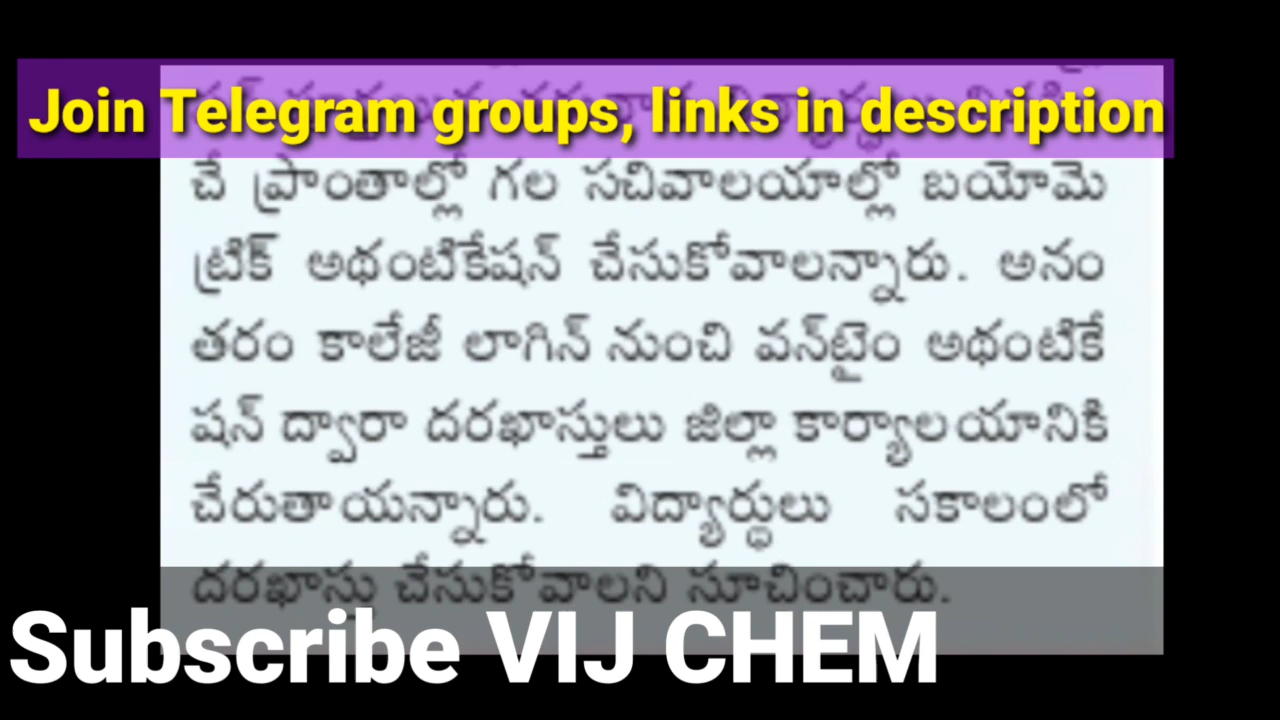 Join Telegram groups, links in description
చే ప్రాంతాల్లో గల సచివాలయాల్లో బయోమె
ట్రిక్ అథంటికేషన్ చేసుకోవాలన్నారు. అనం
తరం కాలేజీ లాగిన్ నుంచి వన్‌టైం అథంటికే
షన్ ద్వారా దరఖాస్తులు జిల్లా కార్యాలయానికి
చేరుతాయన్నారు. విద్యార్థులు సకాలంలో
దరఖాస్తు చేసుకోవాలని సూచించారు.
Subscribe VIJ CHEM